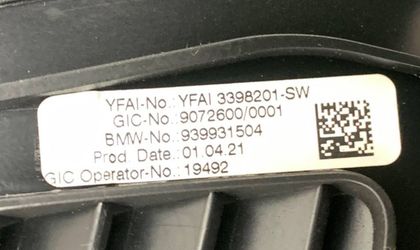 YFAI-No.: YFAI 3398201-SW
GIC-No.: 9072600/0001
BMW-No.: 939931504
Prod. Date.: 01.04.21
GIC Operator-No.: 19492